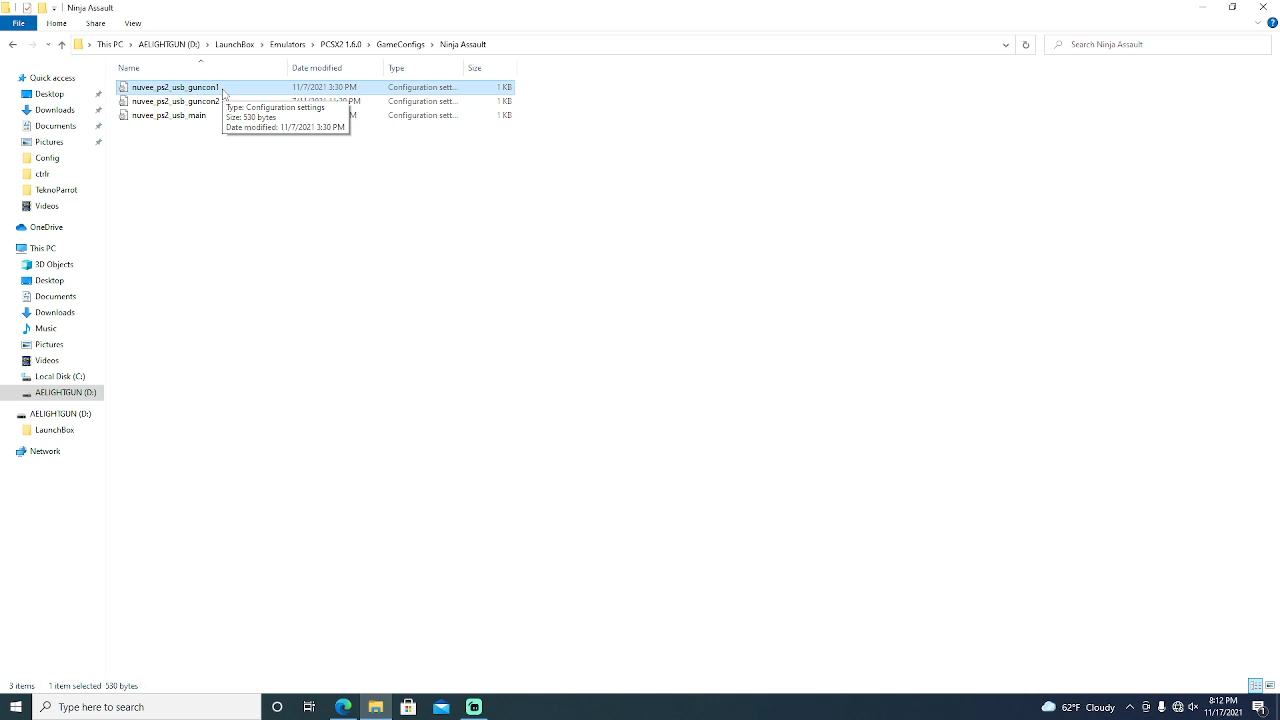 Ninja Assault
File Home Share View
This PC > AELIGHTGUN (D:) > LaunchBox > Emulators > PCSX2 1.6.0 > GameConfigs > Ninja Assault
Search Ninja Assault
Name Date modified Type Size
Quick access
Desktop
Downloads
Documents
Pictures
Config
ctrlr
TeknoParrot
Videos
OneDrive
This PC
3D Objects
Desktop
Documents
Downloads
Music
Pictures
Videos
Local Disk (C:)
AELIGHTGUN (D:)
AELIGHTGUN (D:)
LaunchBox
Network
nuvee_ps2_usb_guncon1 11/7/2021 3:30 PM Configuration sett... 1 KB
nuvee_ps2_usb_guncon2 PM Configuration sett... 1 KB
nuvee_ps2_usb_main M Configuration sett... 1 KB
Type: Configuration settings
Size: 530 bytes
Date modified: 11/7/2021 3:30 PM
3 items 1 item selected 530 bytes
Type here to search
62°F Cloudy
8:12 PM
11/17/2021